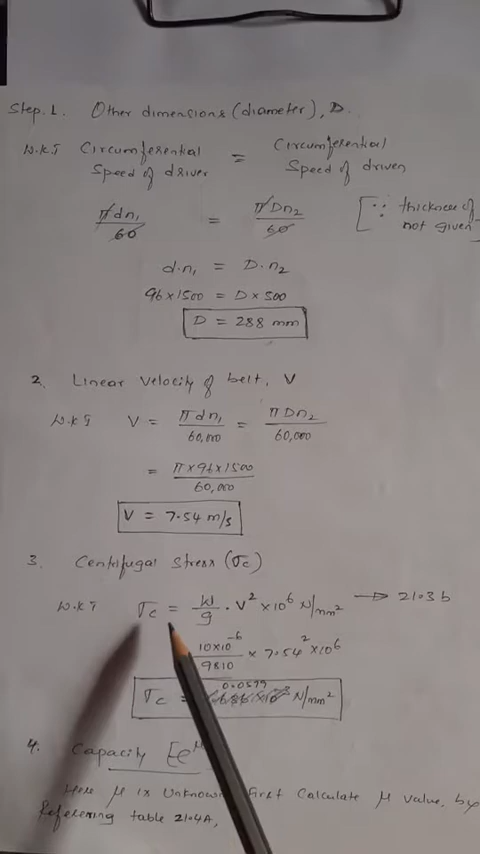 Step.1. Other dimensions (diameter), D.
W.K.T Circumferential Speed of driver = Circumferential Speed of driven
πdn₁/60 = πDn₂/60 [∵ thickness of not given
d.n₁ = D.n₂
96×1500 = D×500
D = 288 mm
2. Linear Velocity of belt, V
W.K.T V = πdn₁/60,000 = πDn₂/60,000
= π×96×1500/60,000
V = 7.54 m/s
3. Centrifugal Stress (σc)
W.K.T σc = w/g . V² ×10⁶ N/mm² → 21.3b
10×10⁻⁶/9810 × 7.54² ×10⁶
σc = 0.0579 N/mm²
4. Capacity [e^μ
Here μ is Unknown First Calculate μ value, by
Referring table 21.4A,